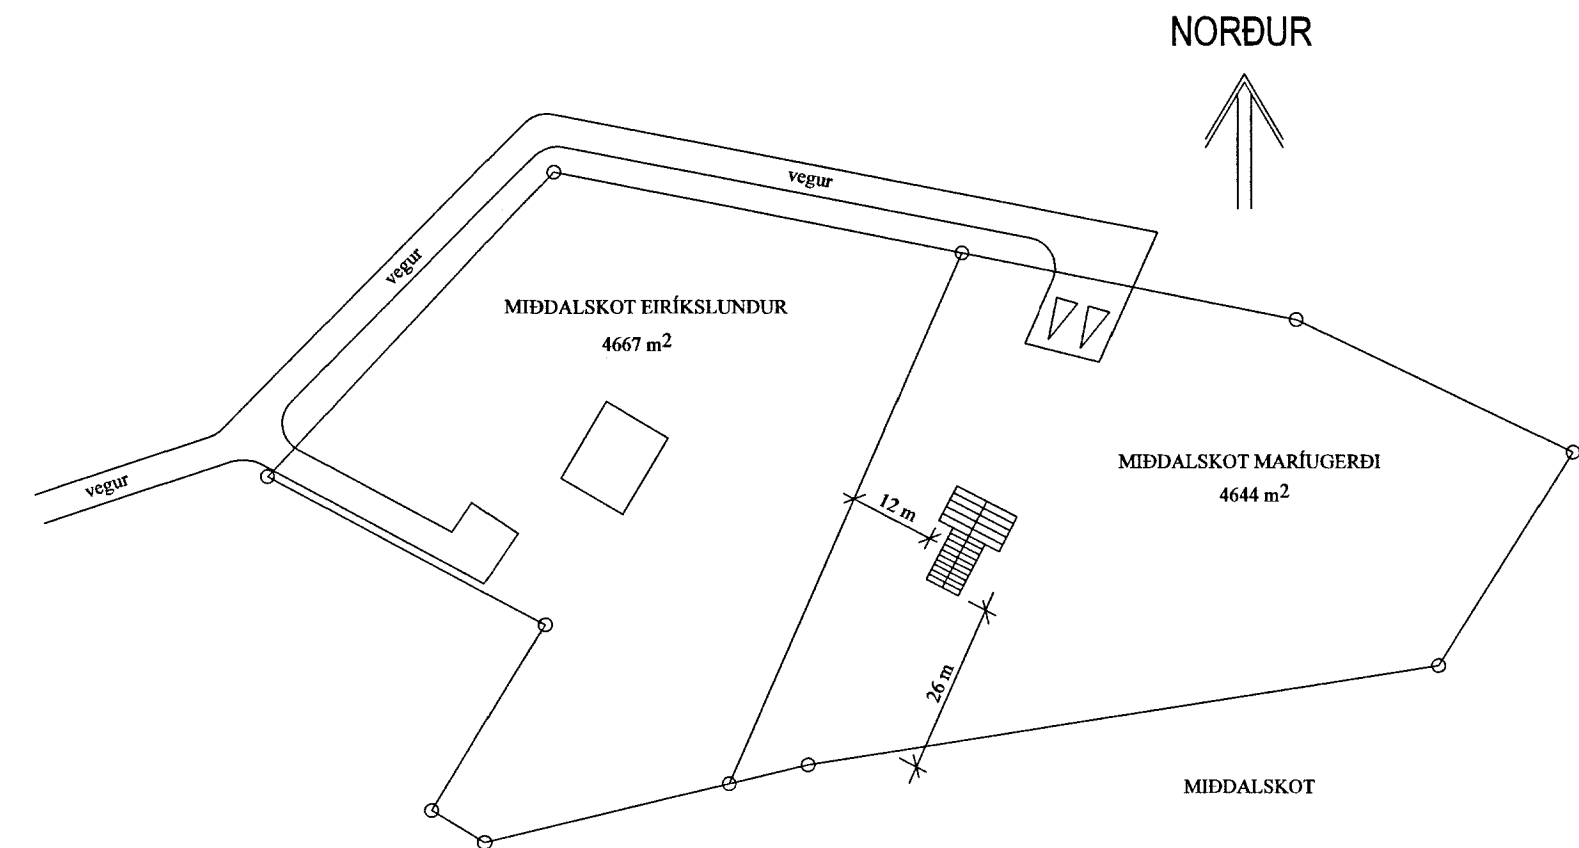 NORÐUR
vegur
vegur
MIÐDALSKOT EIRÍKSLUNDUR
4667 m2
MIÐDALSKOT MARÍUGERÐI
4644 m2
vegur
12 m
26 m
MIÐDALSKOT